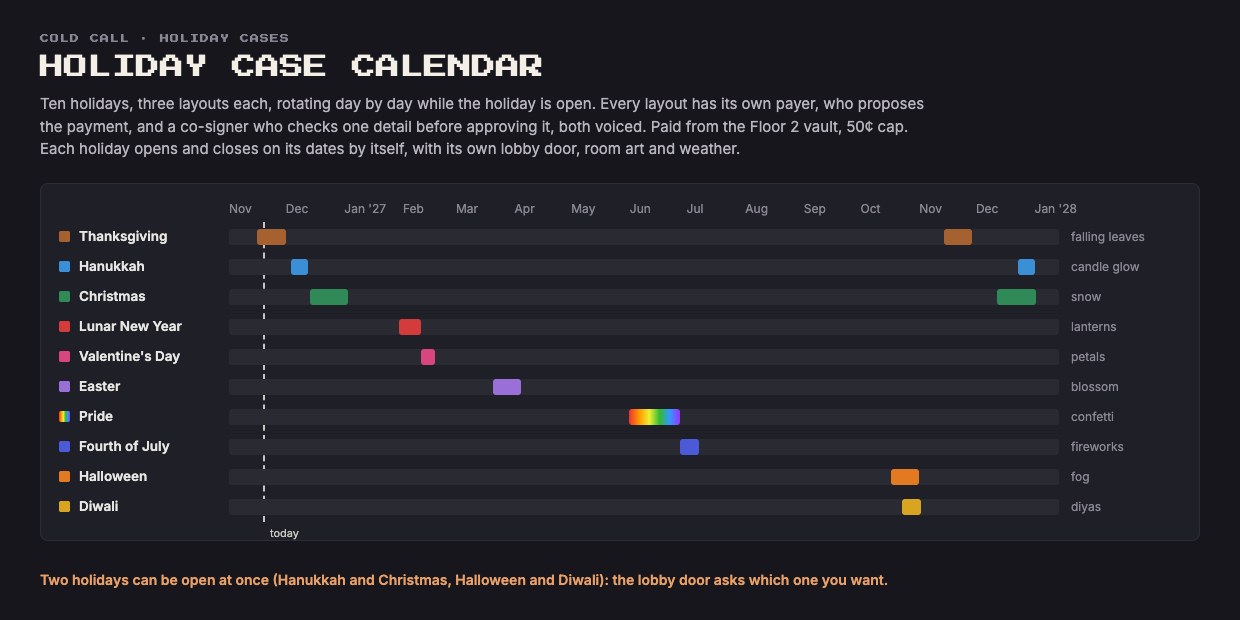 COLD CALL · HOLIDAY CASES
HOLIDAY CASE CALENDAR
Ten holidays, three layouts each, rotating day by day while the holiday is open. Every layout has its own payer, who proposes
the payment, and a co-signer who checks one detail before approving it, both voiced. Paid from the Floor 2 vault, 50¢ cap.
Each holiday opens and closes on its dates by itself, with its own lobby door, room art and weather.
Nov Dec Jan '27 Feb Mar Apr May Jun Jul Aug Sep Oct Nov Dec Jan '28
Thanksgiving falling leaves
Hanukkah candle glow
Christmas snow
Lunar New Year lanterns
Valentine's Day petals
Easter blossom
Pride confetti
Fourth of July fireworks
Halloween fog
Diwali diyas
today
Two holidays can be open at once (Hanukkah and Christmas, Halloween and Diwali): the lobby door asks which one you want.